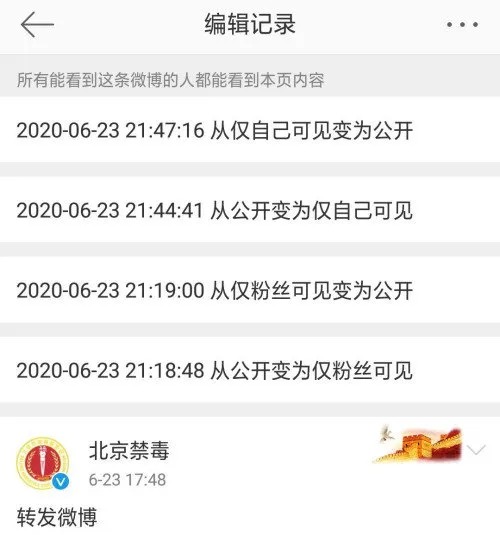 编辑记录
所有能看到这条微博的人都能看到本页内容
2020-06-23 21:47:16 从仅自己可见变为公开
2020-06-23 21:44:41 从公开变为仅自己可见
2020-06-23 21:19:00 从仅粉丝可见变为公开
2020-06-23 21:18:48 从公开变为仅粉丝可见
北京禁毒
6-23 17:48
转发微博